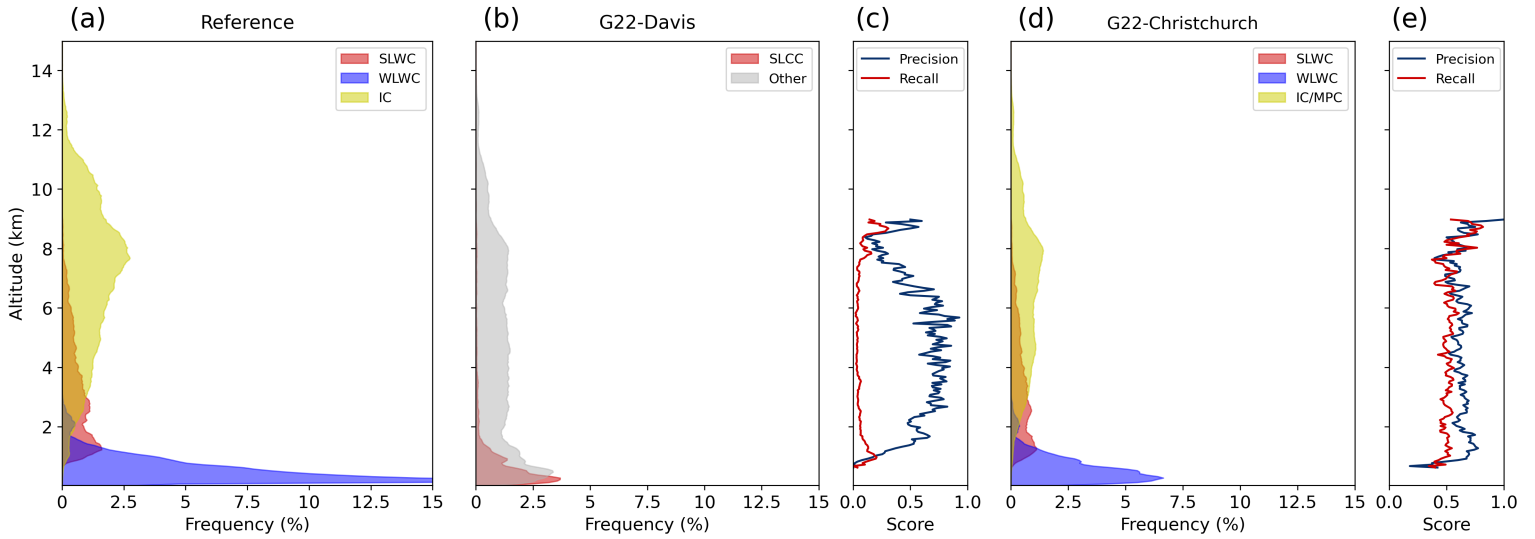 (a) Reference
(b) G22-Davis
(c)
(d) G22-Christchurch
(e)
SLWC
WLWC
IC
SLCC
Other
Precision
Recall
SLWC
WLWC
IC/MPC
Precision
Recall
Altitude (km)
14
12
10
8
6
4
2
0.0 2.5 5 7.5 10 12.5 15
0.0 2.5 5 7.5 10 12.5 15
0.0 0.5 1.0
0.0 2.5 5 7.5 10 12.5 15
0.0 0.5 1.0
Frequency (%)
Frequency (%)
Score
Frequency (%)
Score